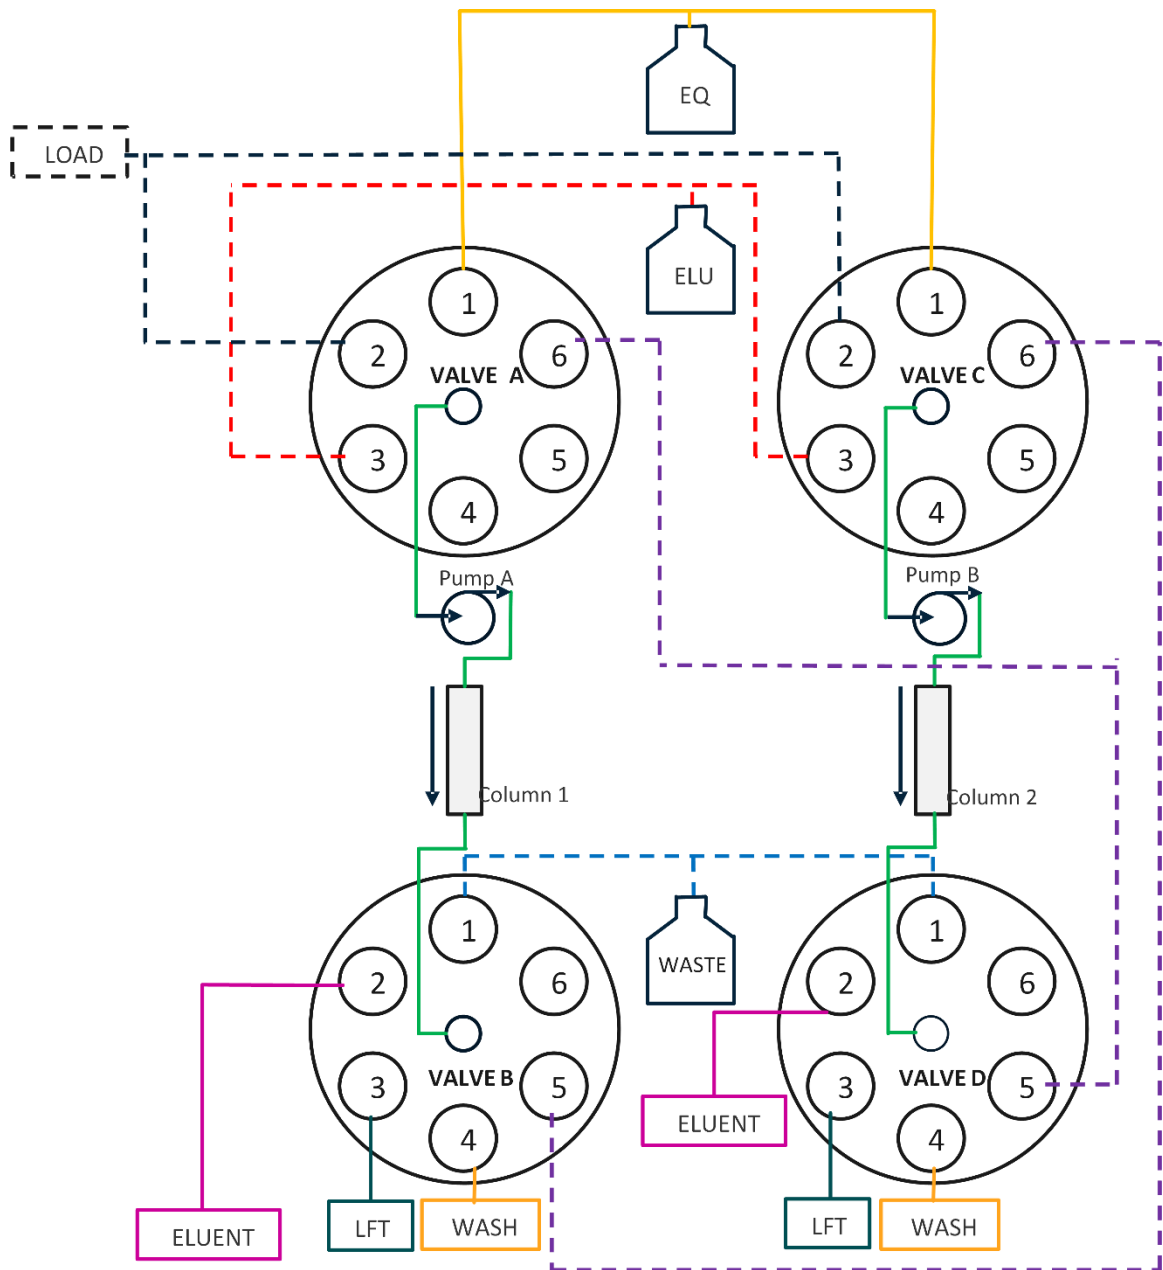 EQ
LOAD
ELU
1
1
2
6
2
6
VALVE A
VALVE C
3
5
3
5
4
4
Pump A
Pump B
Column 1
Column 2
1
1
WASTE
2
6
2
6
VALVE B
VALVE D
3
5
3
5
4
4
ELUENT
ELUENT
LFT
WASH
LFT
WASH